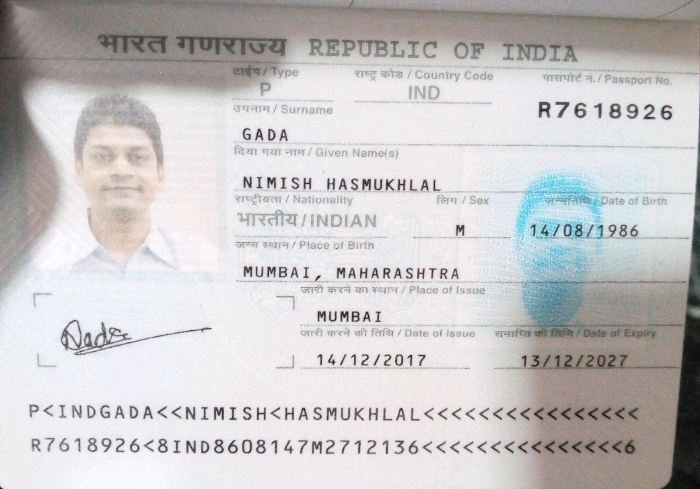 भारत गणराज्य REPUBLIC OF INDIA
टाईप / Type राष्ट्र कोड / Country Code पासपोर्ट नं. / Passport No.
P IND R7618926
उपनाम / Surname
GADA
दिया गया नाम / Given Name(s)
NIMISH HASMUKHLAL
राष्ट्रीयता / Nationality लिंग / Sex जन्मतिथि / Date of Birth
भारतीय / INDIAN M 14/08/1986
जन्म स्थान / Place of Birth
MUMBAI, MAHARASHTRA
जारी करने का स्थान / Place of Issue
MUMBAI
जारी करने की तिथि / Date of Issue समाप्ति की तिथि / Date of Expiry
14/12/2017 13/12/2027
P<INDGADA<<NIMISH<HASMUKHLAL<<<<<<<<<<<<<<<<
R7618926<8IND8608147M2712136<<<<<<<<<<<<<<<6